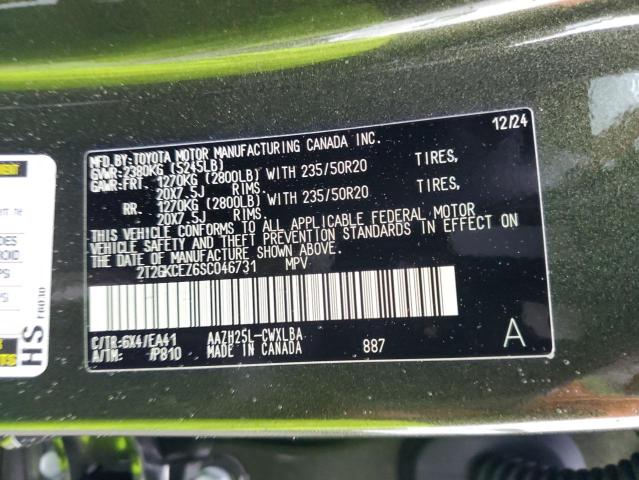 MFD.BY:TOYOTA MOTOR MANUFACTURING CANADA INC. 12/24
GVWR:2380KG (5245LB)
GAWR:FRT. 1270KG (2800LB) WITH 235/50R20 TIRES,
20X7.5J RIMS.
RR. 1270KG (2800LB) WITH 235/50R20 TIRES,
20X7.5J RIMS.
THIS VEHICLE CONFORMS TO ALL APPLICABLE FEDERAL MOTOR
VEHICLE SAFETY AND THEFT PREVENTION STANDARDS IN EFFECT ON
THE DATE OF MANUFACTURE SHOWN ABOVE.
2T2GKCEZ6SC046731 MPV
C/TR:6X4/EA41 AAZH25L-CWXLBA
A/TM: /P810 MADE IN CANADA 887 A
HS F6030